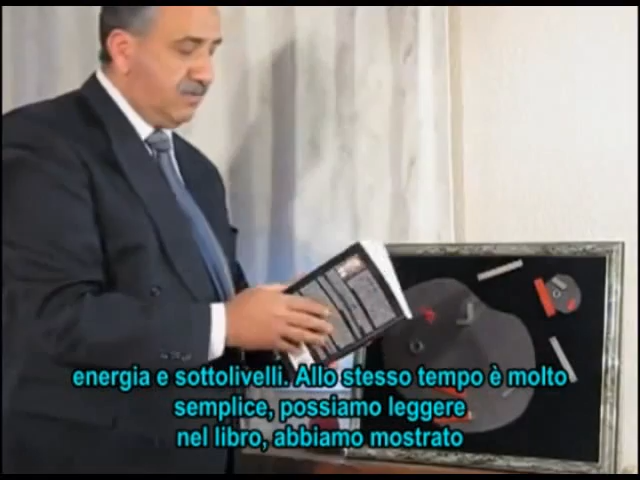 energia e sottolivelli. Allo stesso tempo è molto
semplice, possiamo leggere
nel libro, abbiamo mostrato